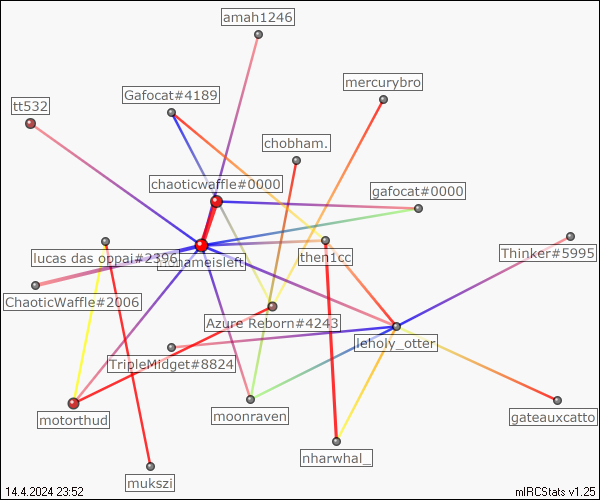 amah1246
mercurybro
Gafocat#4189
tt532
chobham.
chaoticwaffle#0000
gafocat#0000
Thinker#5995
then1cc
lucas das oppai#2396
ChaoticWaffle#2006
Azure Reborn#4243
leholy_otter
TripleMidget#8824
motorthud
moonraven
gateauxcatto
nharwhal_
mukszi
14.4.2024 23:52
mIRCStats v1.25